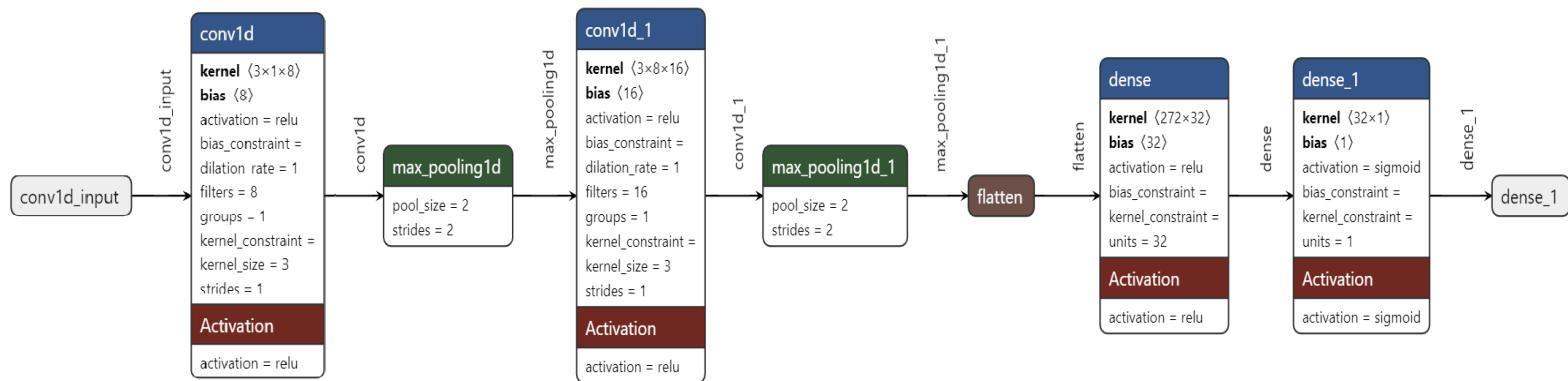 conv1d_input
conv1d_input
conv1d
kernel ⟨3×1×8⟩
bias ⟨8⟩
activation = relu
bias_constraint =
dilation_rate = 1
filters = 8
groups = 1
kernel_constraint =
kernel_size = 3
strides = 1
Activation
activation = relu
conv1d
max_pooling1d
pool_size = 2
strides = 2
max_pooling1d
conv1d_1
kernel ⟨3×8×16⟩
bias ⟨16⟩
activation = relu
bias_constraint =
dilation_rate = 1
filters = 16
groups = 1
kernel_constraint =
kernel_size = 3
strides = 1
Activation
activation = relu
conv1d_1
max_pooling1d_1
pool_size = 2
strides = 2
max_pooling1d_1
flatten
flatten
dense
kernel ⟨272×32⟩
bias ⟨32⟩
activation = relu
bias_constraint =
kernel_constraint =
units = 32
Activation
activation = relu
dense
dense_1
kernel ⟨32×1⟩
bias ⟨1⟩
activation = sigmoid
bias_constraint =
kernel_constraint =
units = 1
Activation
activation = sigmoid
dense_1
dense_1